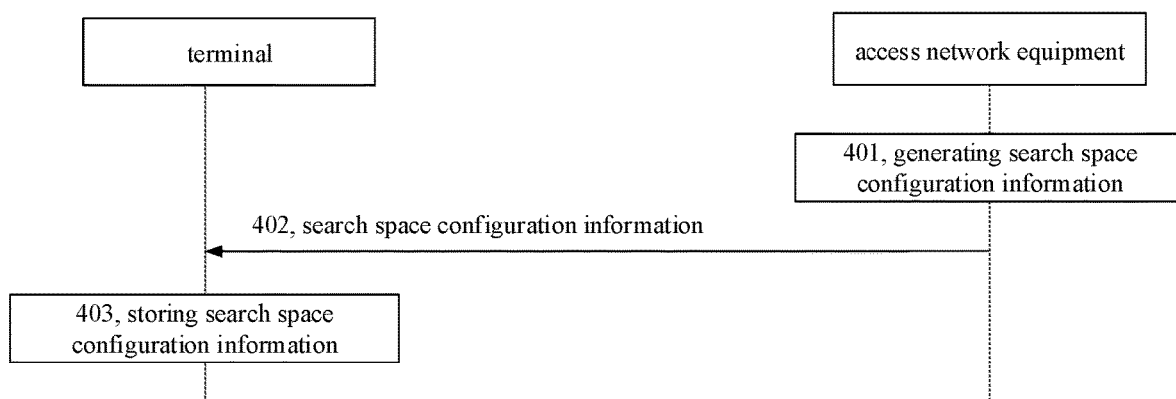 terminal
access network equipment
401, generating search space
configuration information
402, search space configuration information
403, storing search space
configuration information